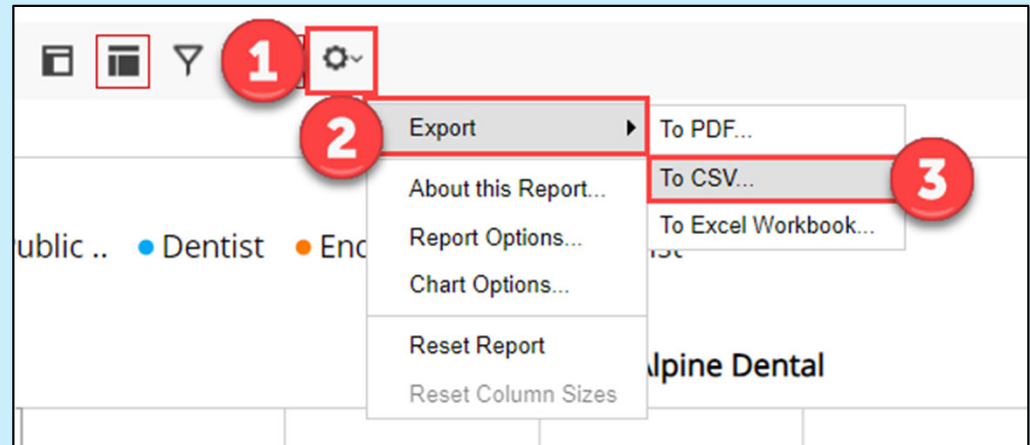 1
2
Export
To PDF...
About this Report...
To CSV...
3
Report Options...
To Excel Workbook...
ublic ..
Dentist
Chart Options...
Reset Report
Alpine Dental
Reset Column Sizes